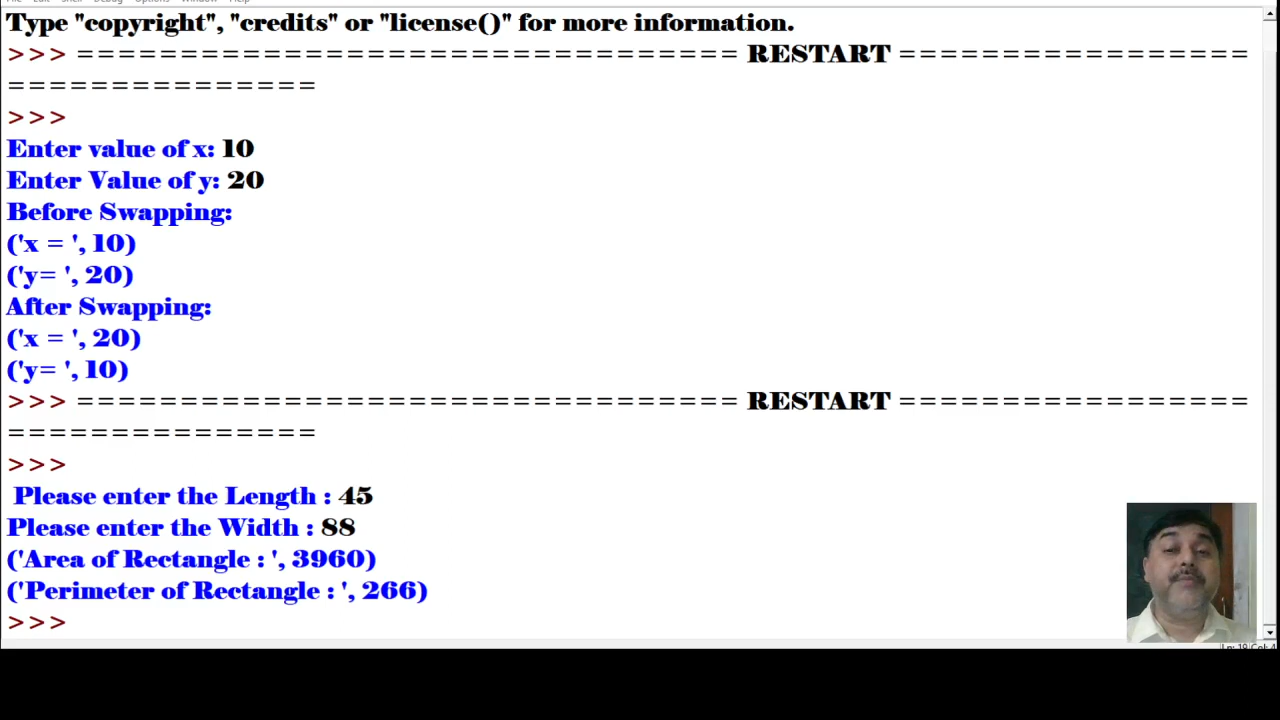 Type "copyright", "credits" or "license()" for more information.
>>> ================================ RESTART =================
===============
>>>
Enter value of x: 10
Enter Value of y: 20
Before Swapping:
('x = ', 10)
('y= ', 20)
After Swapping:
('x = ', 20)
('y= ', 10)
>>> ================================ RESTART =================
===============
>>>
 Please enter the Length : 45
Please enter the Width : 88
('Area of Rectangle : ', 3960)
('Perimeter of Rectangle : ', 266)
>>>